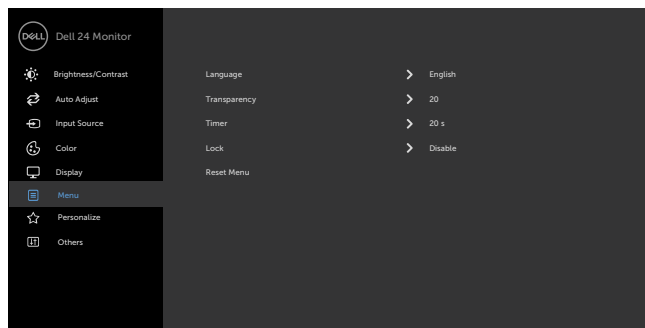 DELL Dell 24 Monitor
Brightness/Contrast Language English
Auto Adjust Transparency 20
Input Source Timer 20 s
Color Lock Disable
Display Reset Menu
Menu
Personalize
Others